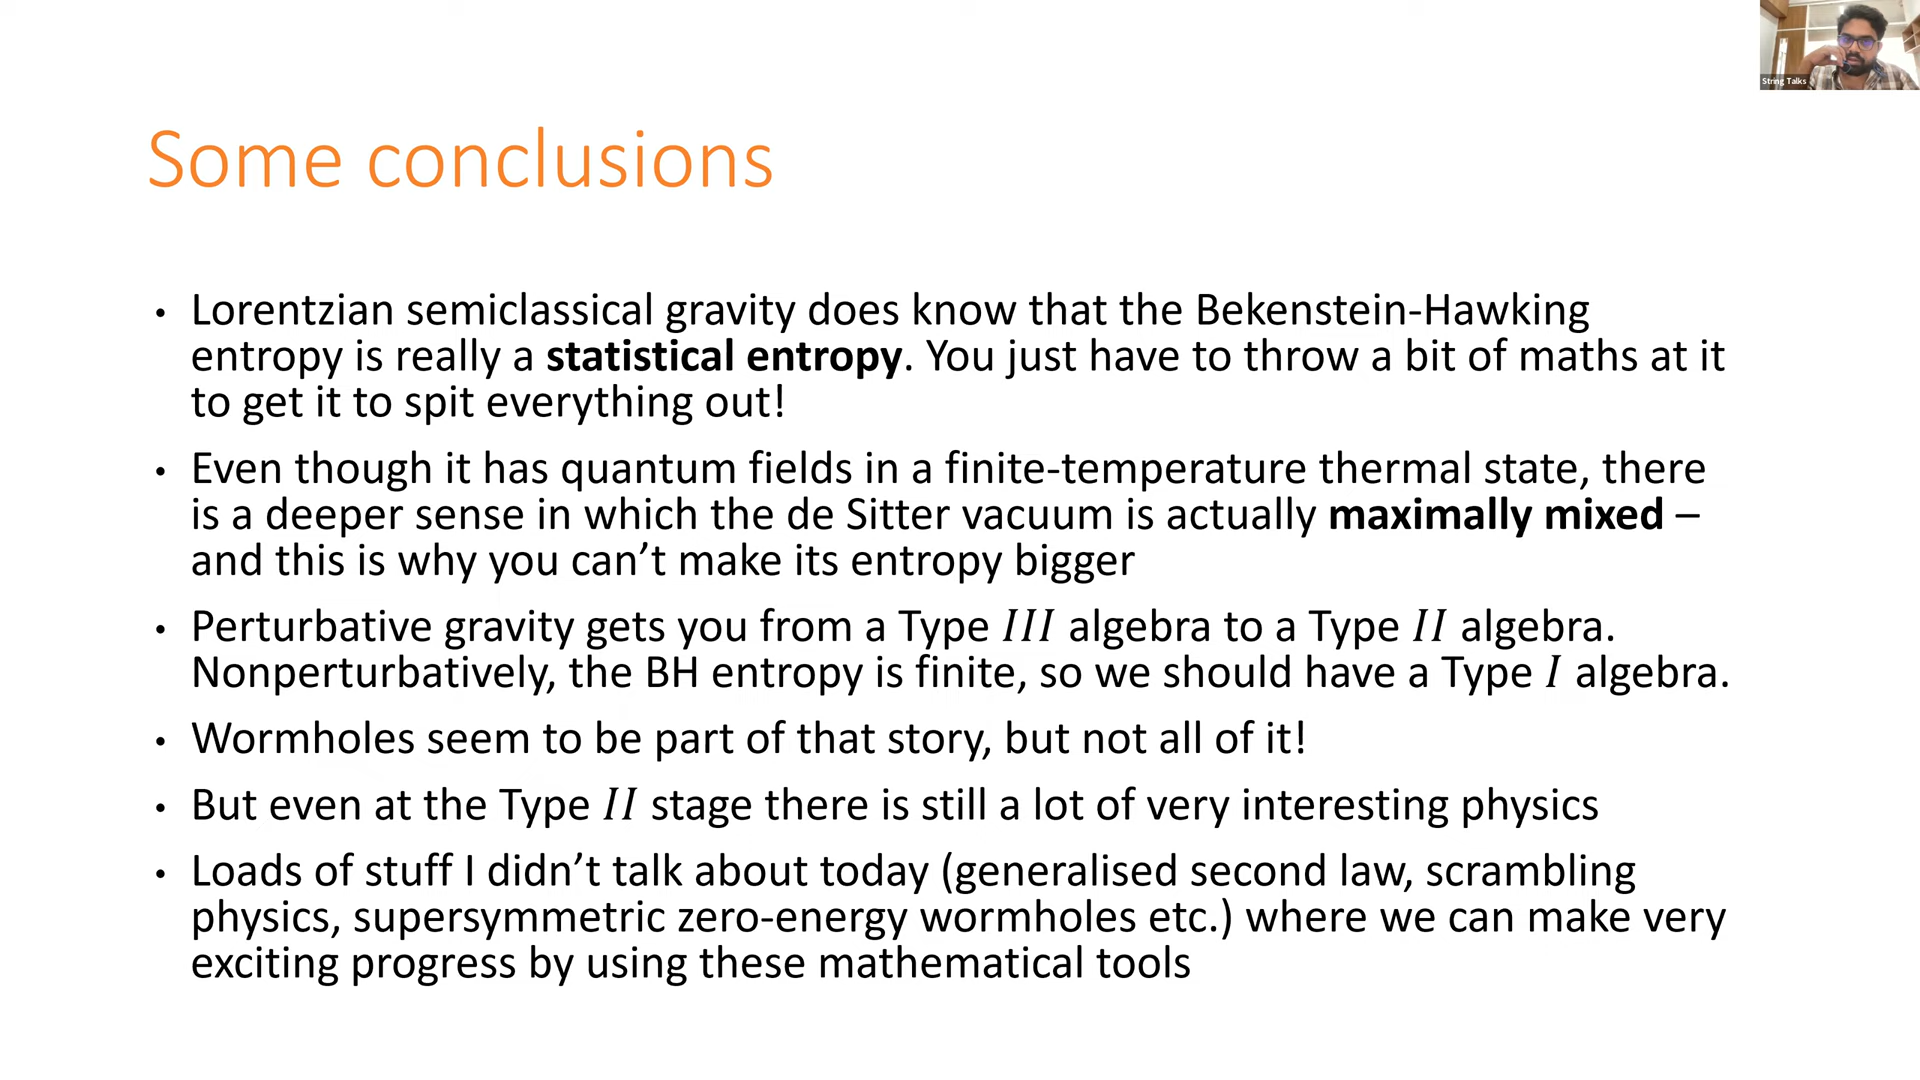 String Talks
Some conclusions
• Lorentzian semiclassical gravity does know that the Bekenstein-Hawking
entropy is really a statistical entropy. You just have to throw a bit of maths at it
to get it to spit everything out!
• Even though it has quantum fields in a finite-temperature thermal state, there
is a deeper sense in which the de Sitter vacuum is actually maximally mixed –
and this is why you can’t make its entropy bigger
• Perturbative gravity gets you from a Type III algebra to a Type II algebra.
Nonperturbatively, the BH entropy is finite, so we should have a Type I algebra.
• Wormholes seem to be part of that story, but not all of it!
• But even at the Type II stage there is still a lot of very interesting physics
• Loads of stuff I didn’t talk about today (generalised second law, scrambling
physics, supersymmetric zero-energy wormholes etc.) where we can make very
exciting progress by using these mathematical tools